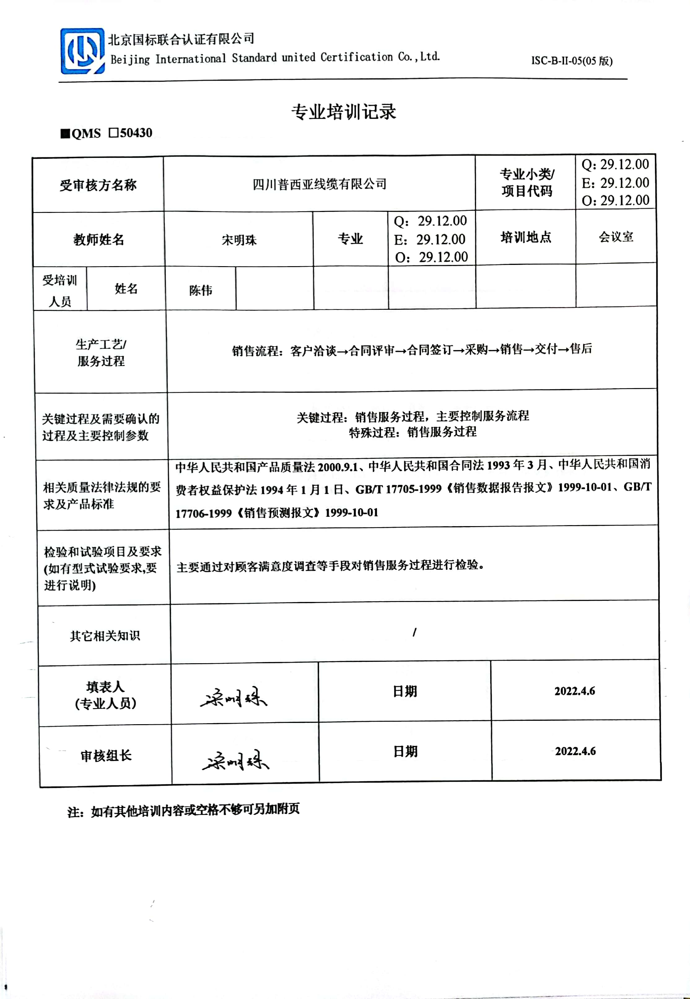 北京国标联合认证有限公司
Beijing International Standard united Certification Co.,Ltd.
ISC-B-II-05(05 版)
专业培训记录
■QMS □50430
受审核方名称
四川普西亚线缆有限公司
专业小类/
项目代码
Q: 29.12.00
E: 29.12.00
O: 29.12.00
教师姓名
宋明珠
专业
Q: 29.12.00
E: 29.12.00
O: 29.12.00
培训地点
会议室
受培训
人员
姓名
陈伟
生产工艺/
服务过程
销售流程：客户洽谈→合同评审→合同签订→采购→销售→交付→售后
关键过程及需要确认的
过程及主要控制参数
关键过程：销售服务过程，主要控制服务流程
特殊过程：销售服务过程
相关质量法律法规的要
求及产品标准
中华人民共和国产品质量法 2000.9.1、中华人民共和国合同法 1993 年 3 月、中华人民共和国消
费者权益保护法 1994 年 1 月 1 日、GB/T 17705-1999《销售数据报告报文》1999-10-01、GB/T
17706-1999《销售预测报文》1999-10-01
检验和试验项目及要求
(如有型式试验要求,要
进行说明)
主要通过对顾客满意度调查等手段对销售服务过程进行检验。
其它相关知识
/
填表人
(专业人员)
宋明珠
日期
2022.4.6
审核组长
宋明珠
日期
2022.4.6
注：如有其他培训内容或空格不够可另加附页